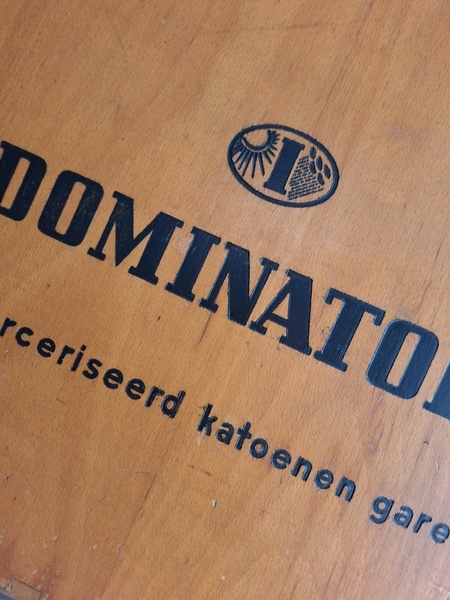 I
DOMINATO
rceriseerd katoenen gare